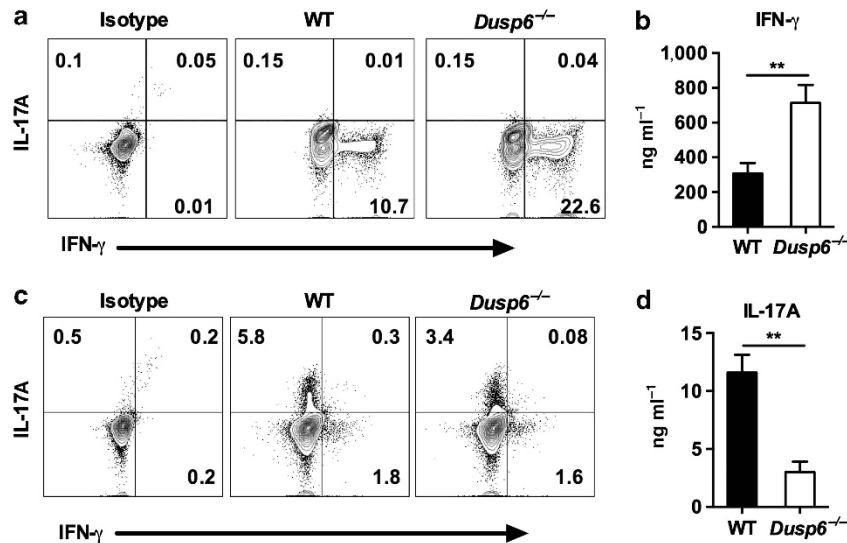 a
Isotype
WT
Dusp6−/−
IL-17A
0.1
0.05
0.01
0.15
0.01
10.7
0.15
0.04
22.6
IFN-γ
b
IFN-γ
ng ml−1
1,000
800
600
400
200
0
**
WT
Dusp6−/−
c
Isotype
WT
Dusp6−/−
IL-17A
0.5
0.2
0.2
5.8
0.3
1.8
3.4
0.08
1.6
IFN-γ
d
IL-17A
ng ml−1
15
10
5
0
**
WT
Dusp6−/−